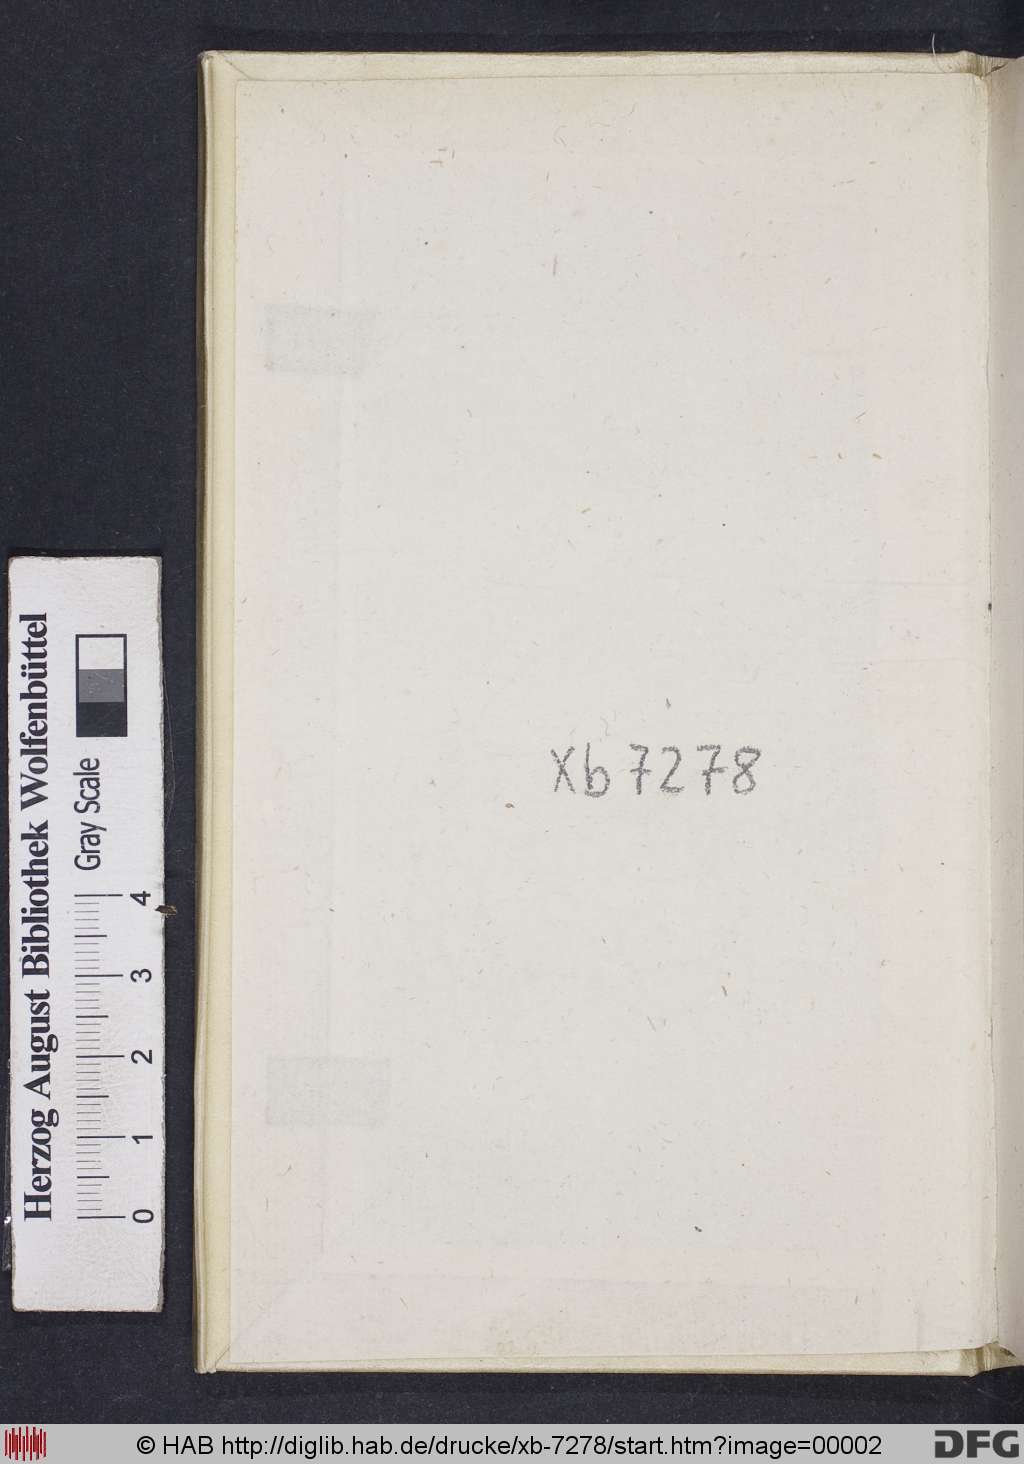 Xb 7278
Herzog August Bibliothek Wolfenbüttel
Gray Scale
0 1 2 3 4
© HAB http://diglib.hab.de/drucke/xb-7278/start.htm?image=00002
DFG